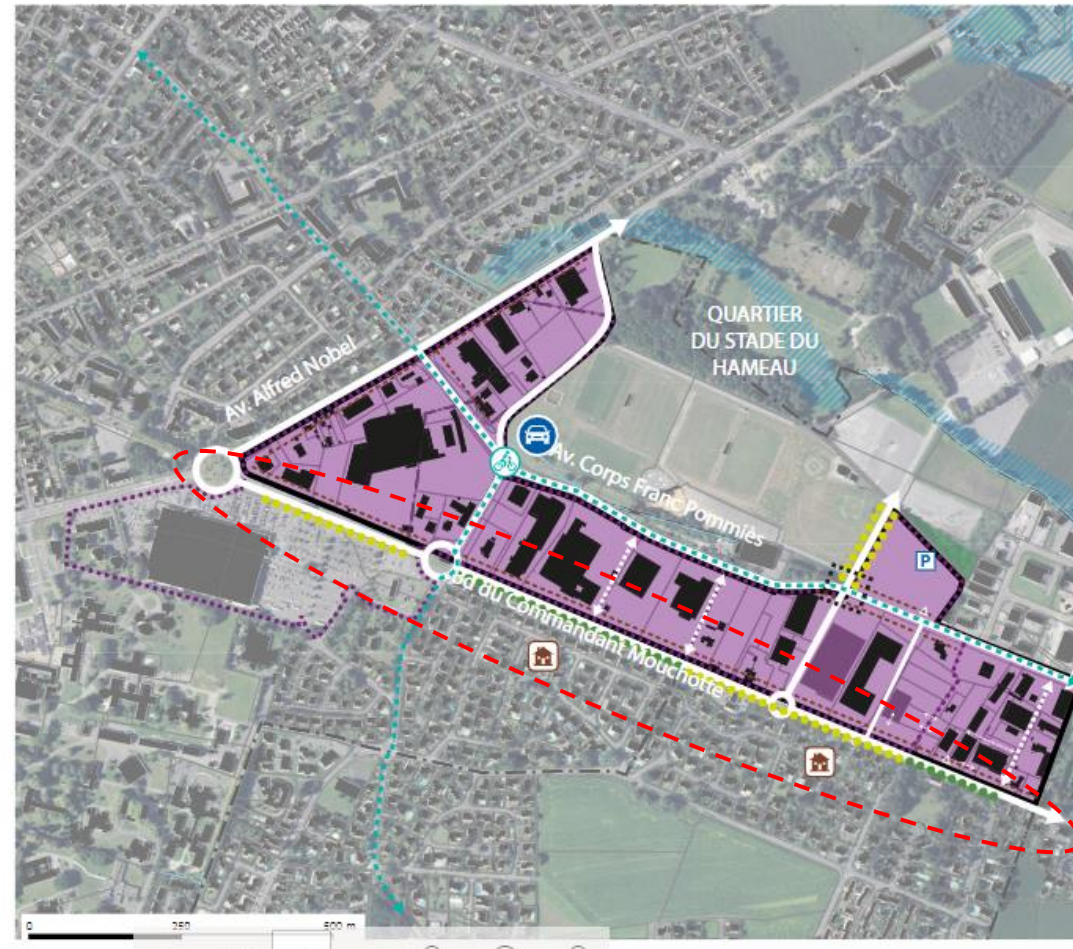 QUARTIER
DU STADE DU
HAMEAU
Av. Alfred Nobel
Av. Corps Franc Pommiès
P
Bd du Commandant Mouchotte
0 250 500 m